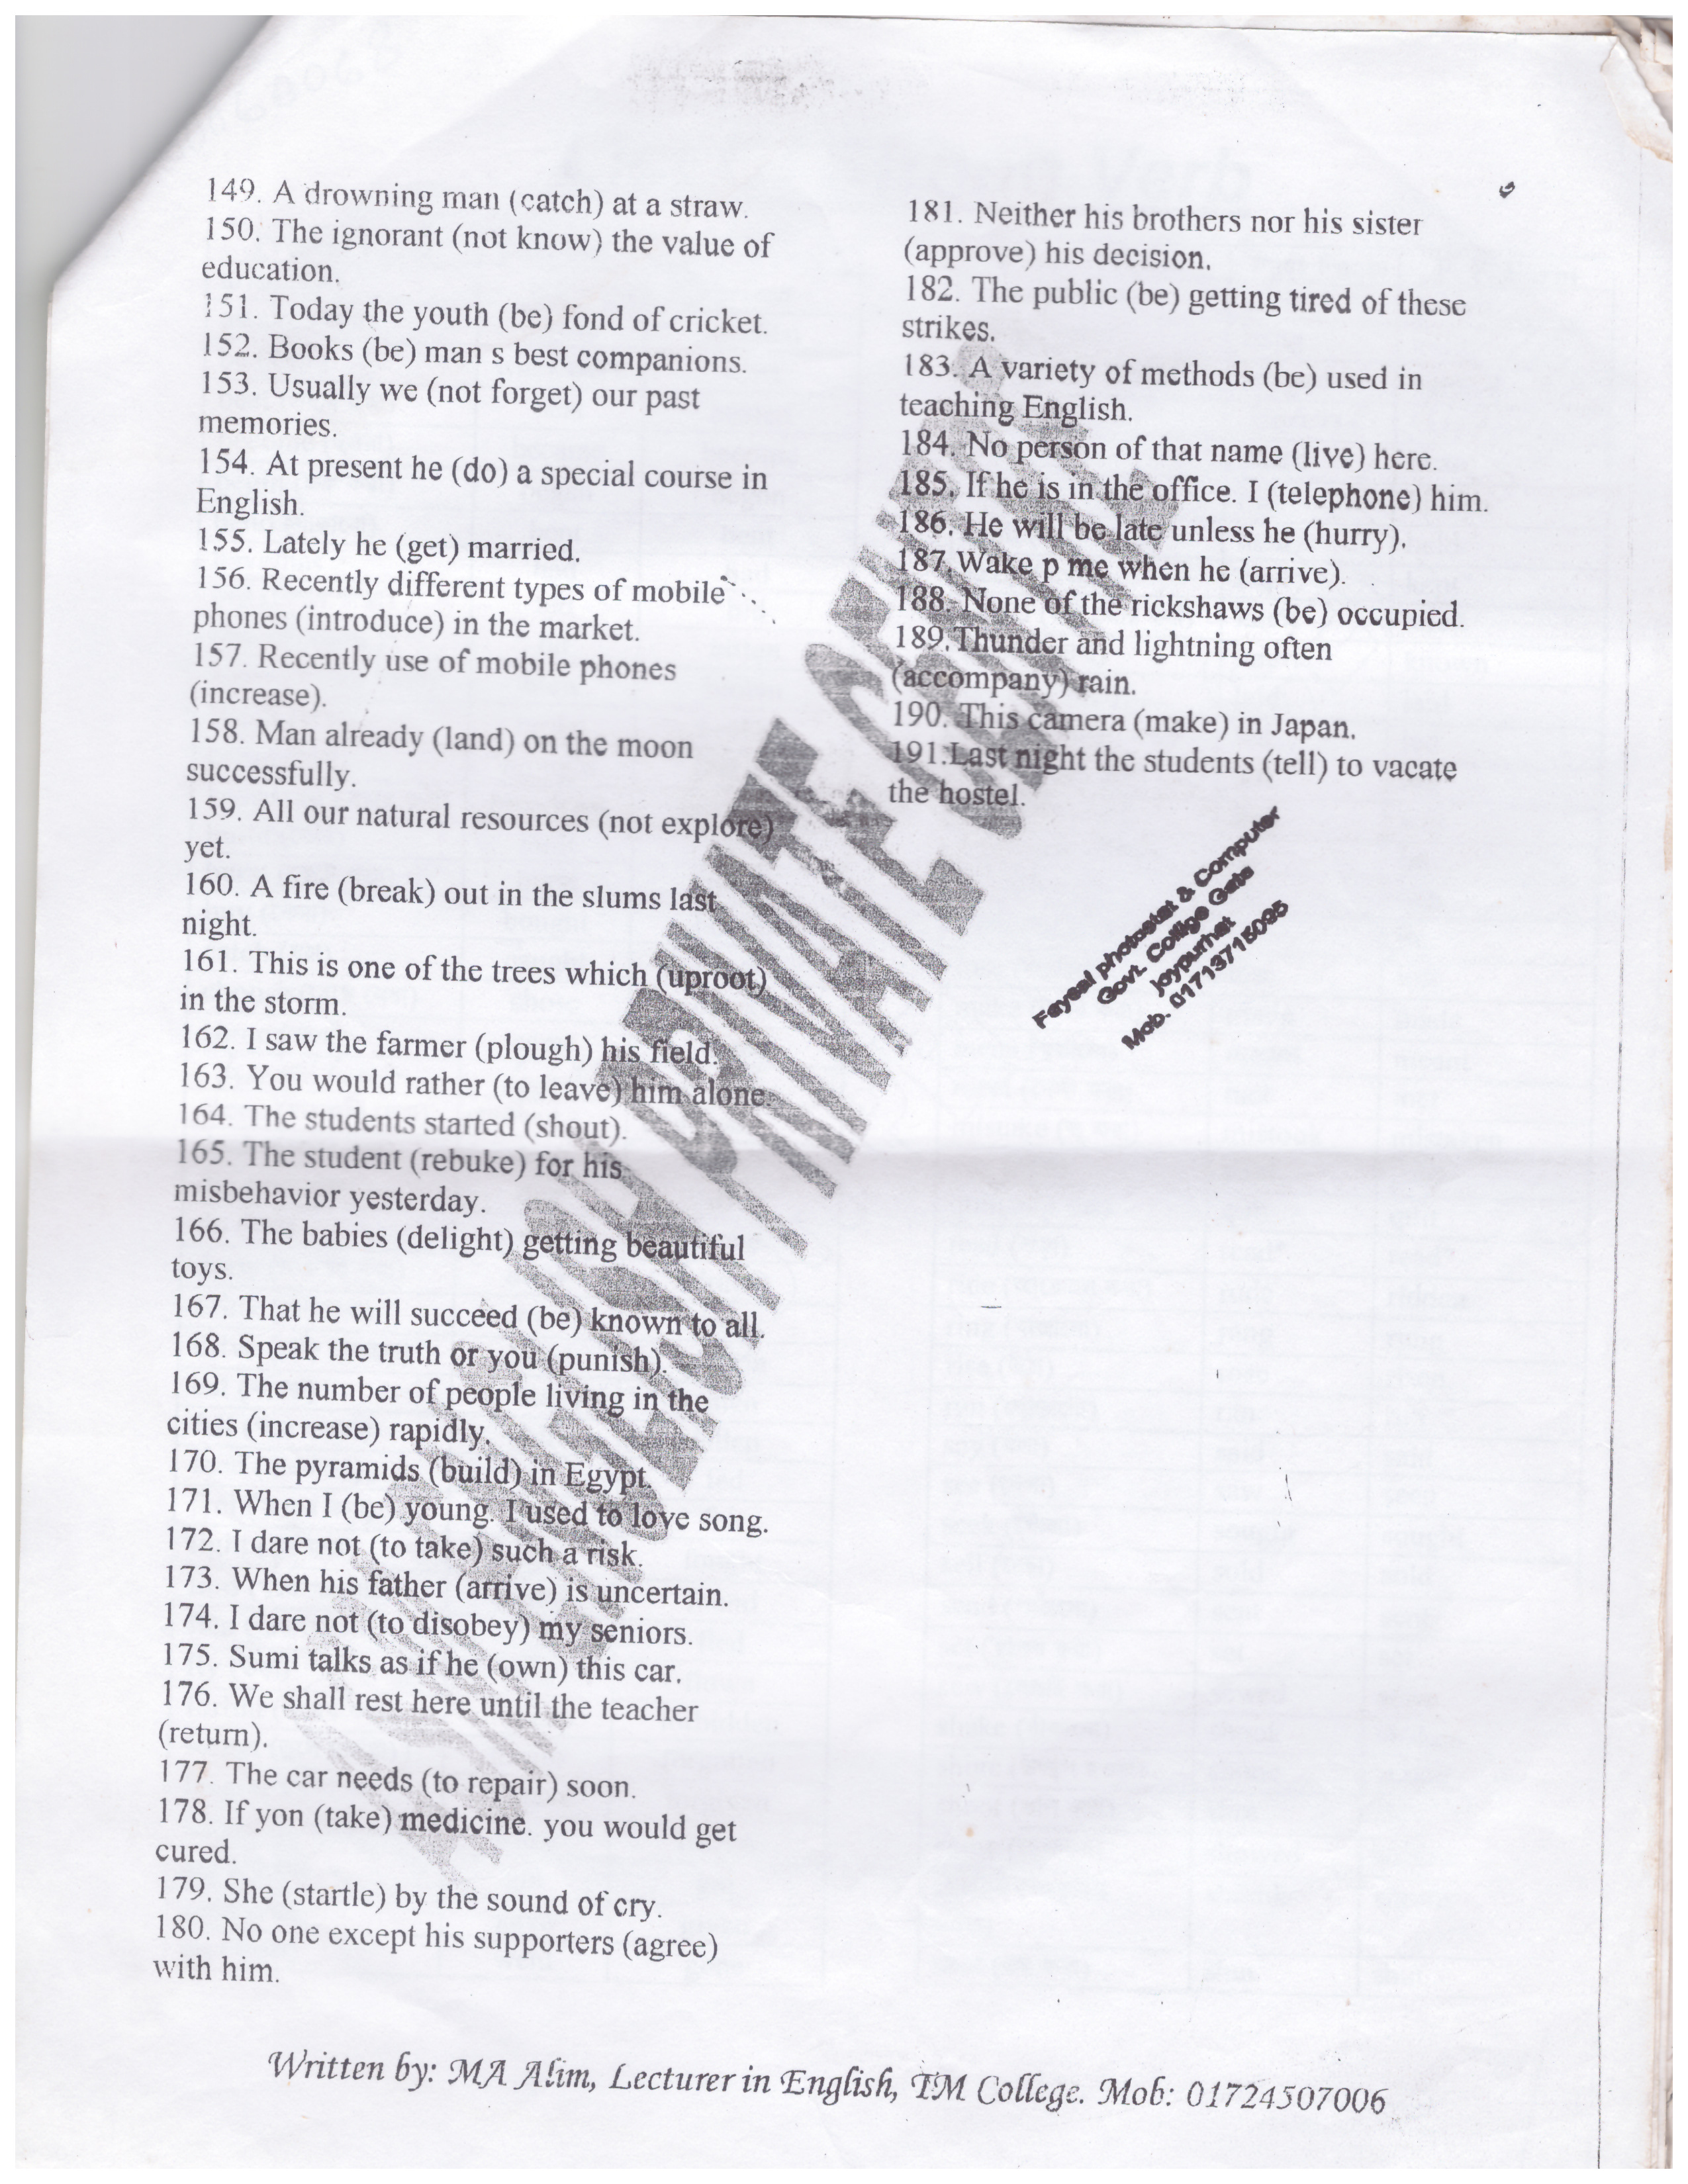 149. A drowning man (catch) at a straw.
150. The ignorant (not know) the value of
education.
151. Today the youth (be) fond of cricket.
152. Books (be) man s best companions.
153. Usually we (not forget) our past
memories.
154. At present he (do) a special course in
English.
155. Lately he (get) married.
156. Recently different types of mobile
phones (introduce) in the market.
157. Recently use of mobile phones
(increase).
158. Man already (land) on the moon
successfully.
159. All our natural resources (not explore)
yet.
160. A fire (break) out in the slums last
night.
161. This is one of the trees which (uproot)
in the storm.
162. I saw the farmer (plough) his field.
163. You would rather (to leave) him alone.
164. The students started (shout).
165. The student (rebuke) for his
misbehavior yesterday.
166. The babies (delight) getting beautiful
toys.
167. That he will succeed (be) known to all.
168. Speak the truth or you (punish).
169. The number of people living in the
cities (increase) rapidly.
170. The pyramids (build) in Egypt.
171. When I (be) young. I used to love song.
172. I dare not (to take) such a risk.
173. When his father (arrive) is uncertain.
174. I dare not (to disobey) my seniors.
175. Sumi talks as if he (own) this car.
176. We shall rest here until the teacher
(return).
177. The car needs (to repair) soon.
178. If yon (take) medicine. you would get
cured.
179. She (startle) by the sound of cry.
180. No one except his supporters (agree)
with him.
181. Neither his brothers nor his sister
(approve) his decision.
182. The public (be) getting tired of these
strikes.
183. A variety of methods (be) used in
teaching English.
184. No person of that name (live) here.
185. If he is in the office. I (telephone) him.
186. He will be late unless he (hurry).
187. Wake p me when he (arrive).
188. None of the rickshaws (be) occupied.
189. Thunder and lightning often
(accompany) rain.
190. This camera (make) in Japan.
191. Last night the students (tell) to vacate
the hostel.
Faysal photostat & Computer
Govt. Collge Gate
joypurhat
Mob. 01713715095
ENGLISH PRIVATE
Written by: MA Alim, Lecturer in English, TM College. Mob: 01724507006